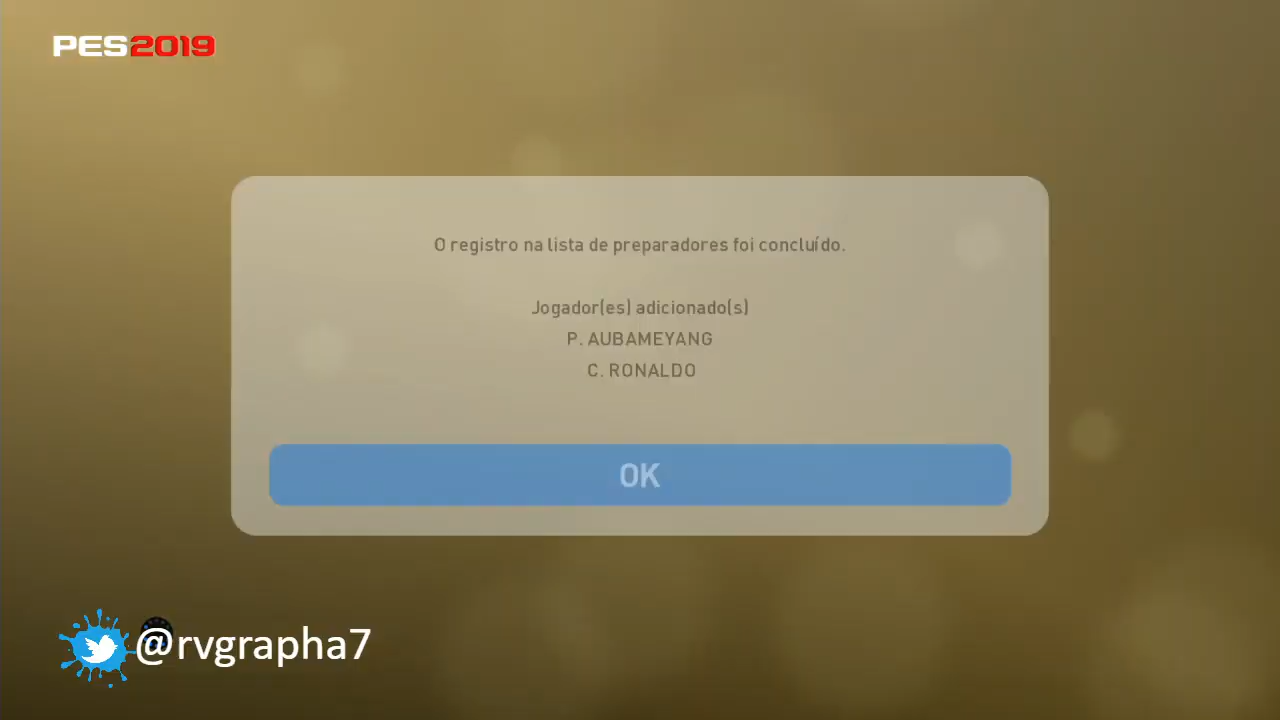 PES2019
O registro na lista de preparadores foi concluído.
Jogador(es) adicionado(s)
P. AUBAMEYANG
C. RONALDO
OK
@rvgrapha7